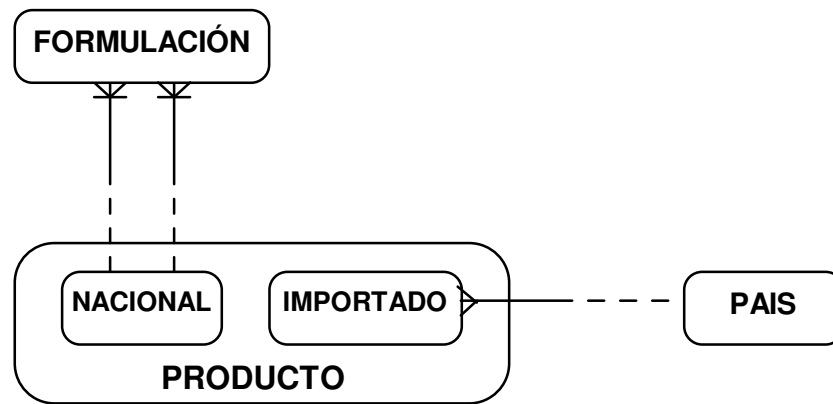 FORMULACIÓN
NACIONAL
IMPORTADO
PAIS
PRODUCTO